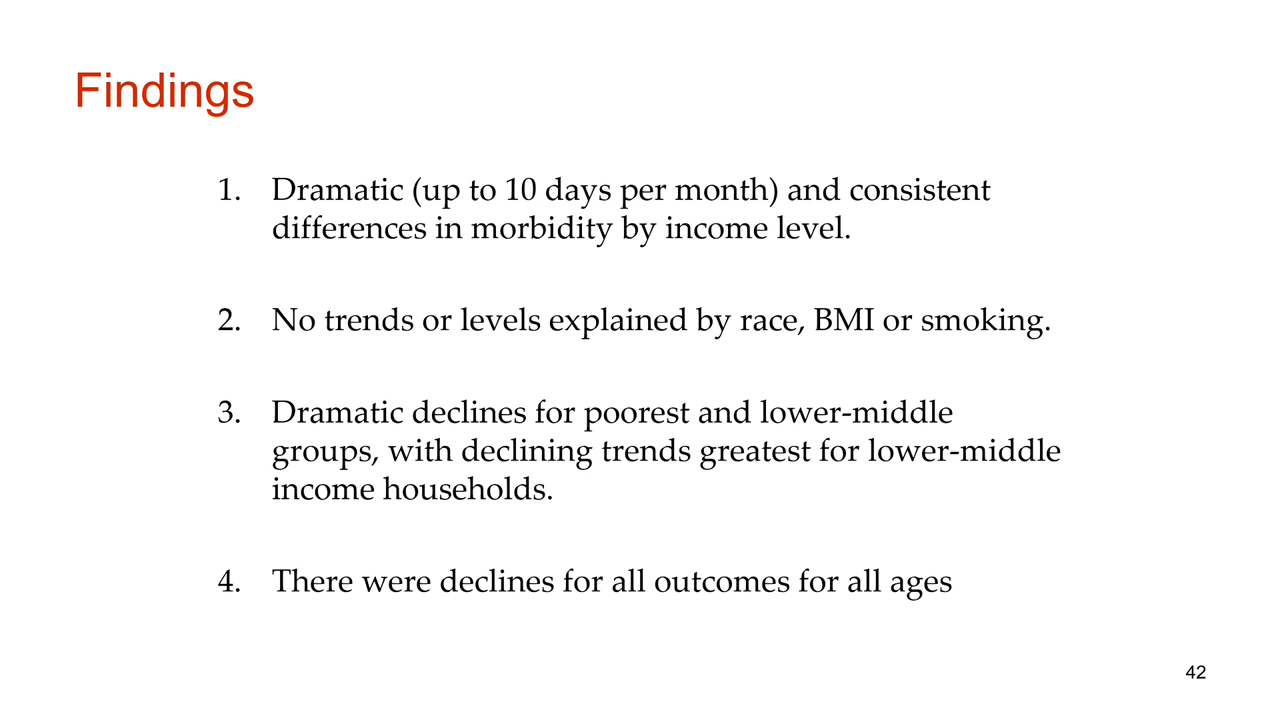 Findings
1. Dramatic (up to 10 days per month) and consistent
differences in morbidity by income level.
2. No trends or levels explained by race, BMI or smoking.
3. Dramatic declines for poorest and lower-middle
groups, with declining trends greatest for lower-middle
income households.
4. There were declines for all outcomes for all ages
42